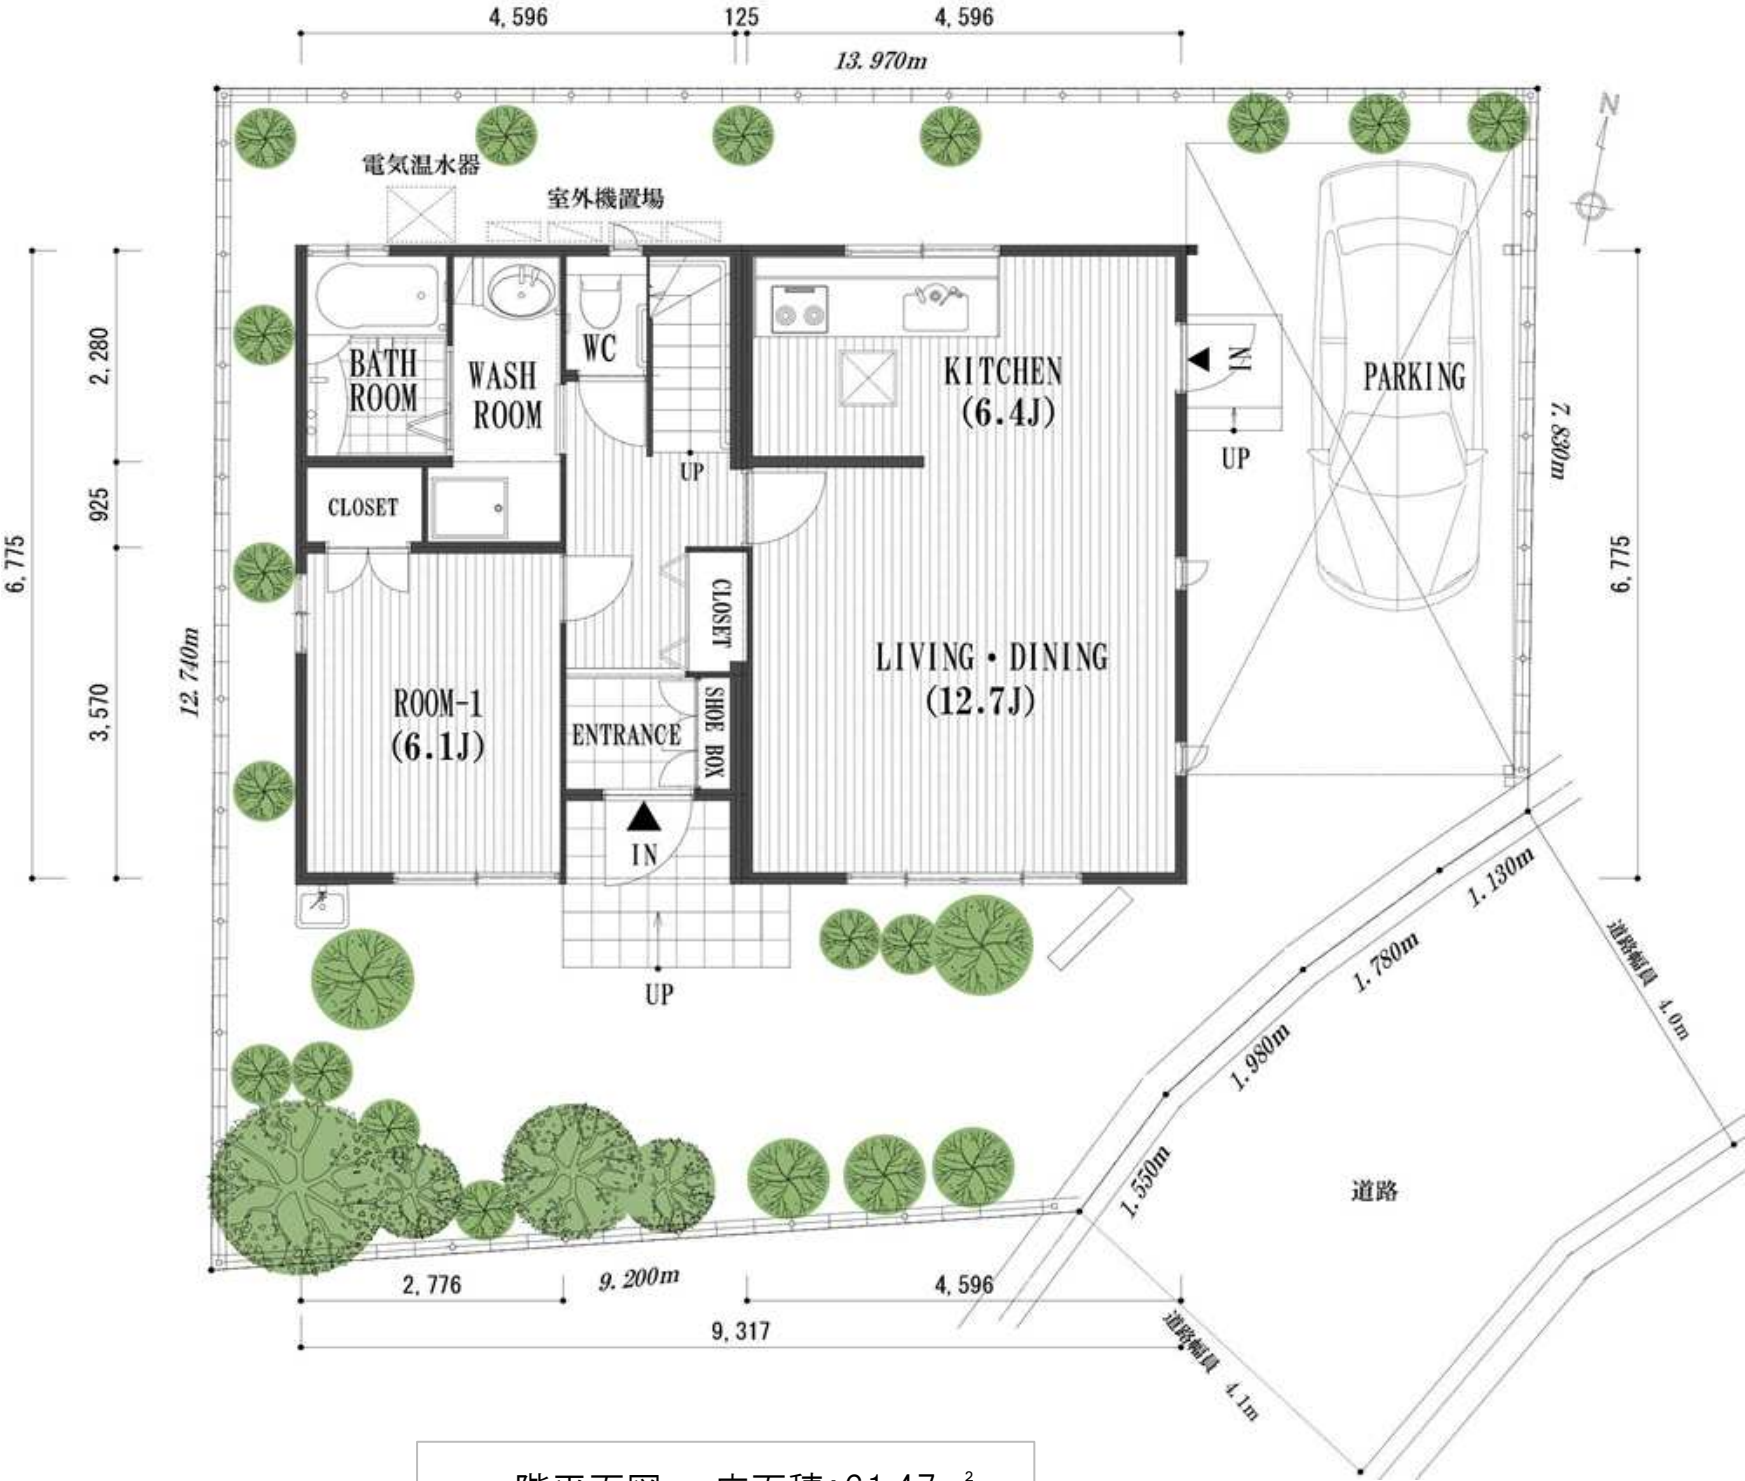 4,596 125 4,596
13.970m
N
電気温水器
室外機置場
BATH
ROOM
WASH
ROOM
WC
UP
KITCHEN
(6.4J)
IN
UP
PARKING
7.830m
6,775
2,280
925
3,570
6,775
12.740m
CLOSET
CLOSET
ROOM-1
(6.1J)
ENTRANCE
SHOE BOX
LIVING・DINING
(12.7J)
IN
UP
1.130m
1.780m
1.980m
1.550m
道路幅員 4.0m
道路
道路幅員 4.1m
2,776
9.200m
4,596
9,317